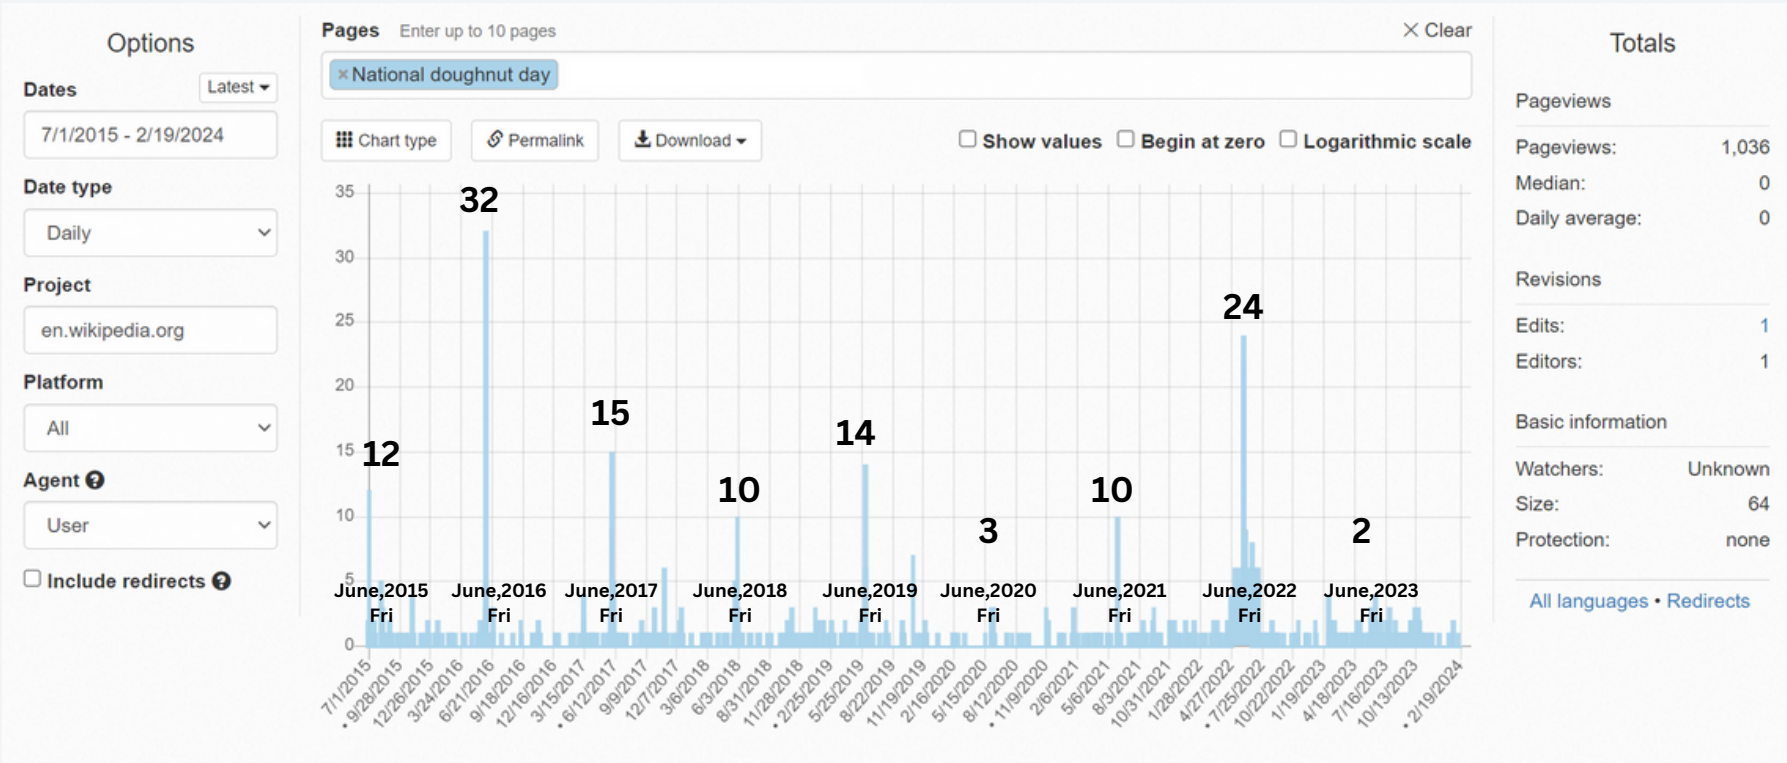 Options
Dates
Latest
7/1/2015 - 2/19/2024
Date type
Daily
Project
en.wikipedia.org
Platform
All
Agent ?
User
Include redirects ?
Pages Enter up to 10 pages
× Clear
× National doughnut day
Chart type
Permalink
Download
Show values
Begin at zero
Logarithmic scale
35
30
25
20
15
10
5
0
12
32
15
10
14
3
10
24
2
June,2015
Fri
June,2016
Fri
June,2017
Fri
June,2018
Fri
June,2019
Fri
June,2020
Fri
June,2021
Fri
June,2022
Fri
June,2023
Fri
7/1/2015
• 9/28/2015
12/26/2015
3/24/2016
6/21/2016
9/18/2016
12/16/2016
3/15/2017
• 6/12/2017
9/9/2017
12/7/2017
3/6/2018
6/3/2018
8/31/2018
11/28/2018
• 2/25/2019
5/25/2019
8/22/2019
11/19/2019
2/16/2020
5/15/2020
8/12/2020
• 11/9/2020
2/6/2021
5/6/2021
8/3/2021
10/31/2021
1/28/2022
4/27/2022
• 7/25/2022
10/22/2022
1/19/2023
4/18/2023
7/16/2023
10/13/2023
• 2/19/2024
Totals
Pageviews
Pageviews: 1,036
Median: 0
Daily average: 0
Revisions
Edits: 1
Editors: 1
Basic information
Watchers: Unknown
Size: 64
Protection: none
All languages • Redirects